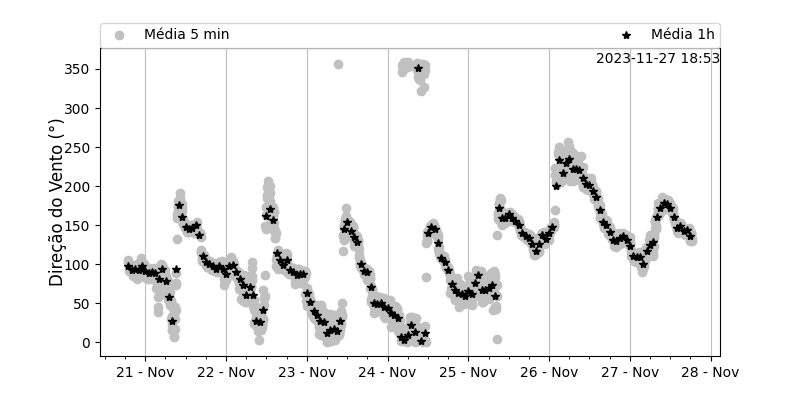 Média 5 min
Média 1h
2023-11-27 18:53
Direção do Vento (°)
350
300
250
200
150
100
50
0
21 - Nov
22 - Nov
23 - Nov
24 - Nov
25 - Nov
26 - Nov
27 - Nov
28 - Nov